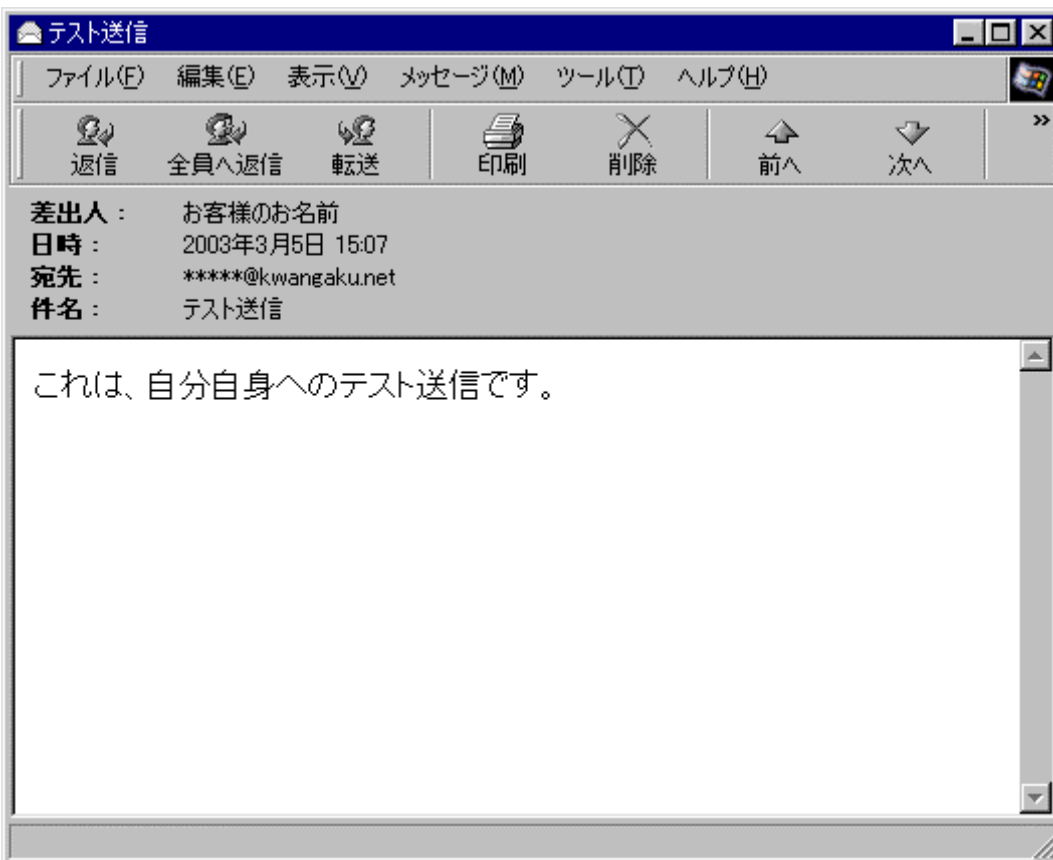 テスト送信
ファイル(F) 編集(E) 表示(V) メッセージ(M) ツール(T) ヘルプ(H)
返信 全員へ返信 転送 印刷 削除 前へ 次へ »
差出人： お客様のお名前
日時： 2003年3月5日 15:07
宛先： *****@kwangaku.net
件名： テスト送信
これは、自分自身へのテスト送信です。